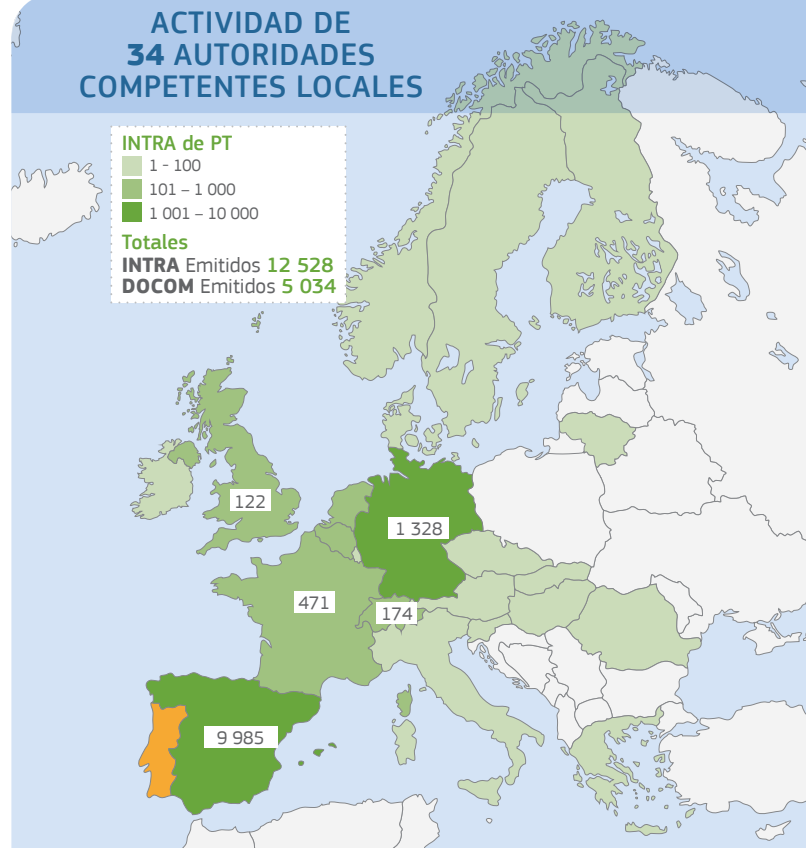 ACTIVIDAD DE
34 AUTORIDADES
COMPETENTES LOCALES
INTRA de PT
1 - 100
101 – 1 000
1 001 – 10 000
Totales
INTRA Emitidos 12 528
DOCOM Emitidos 5 034
122
1 328
471
174
9 985